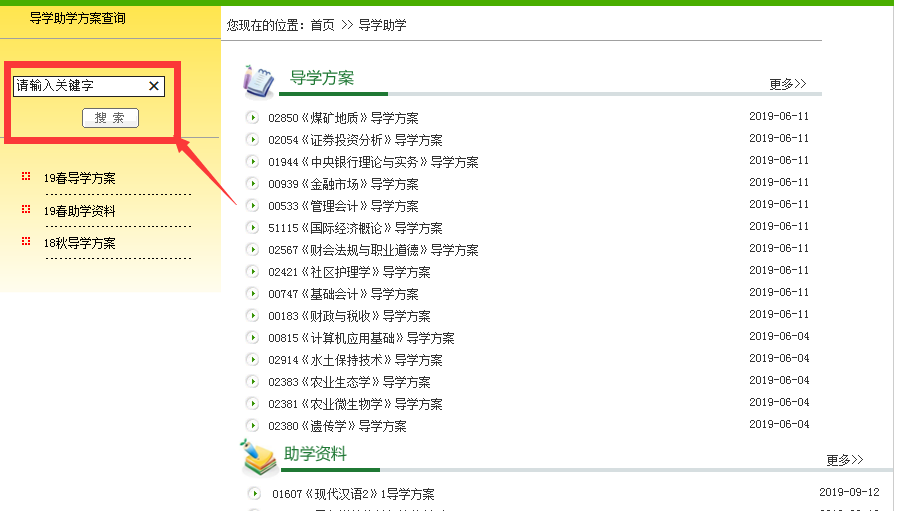 导学助学方案查询
请输入关键字
搜 索
19春导学方案
19春助学资料
18秋导学方案
您现在的位置：首页 >> 导学助学
导学方案 更多>>
02850《煤矿地质》导学方案 2019-06-11
02054《证券投资分析》导学方案 2019-06-11
01944《中央银行理论与实务》导学方案 2019-06-11
00939《金融市场》导学方案 2019-06-11
00533《管理会计》导学方案 2019-06-11
51115《国际经济概论》导学方案 2019-06-11
02567《财会法规与职业道德》导学方案 2019-06-11
02421《社区护理学》导学方案 2019-06-11
00747《基础会计》导学方案 2019-06-11
00183《财政与税收》导学方案 2019-06-11
00815《计算机应用基础》导学方案 2019-06-04
02914《水土保持技术》导学方案 2019-06-04
02383《农业生态学》导学方案 2019-06-04
02381《农业微生物学》导学方案 2019-06-04
02380《遗传学》导学方案 2019-06-04
助学资料 更多>>
01607《现代汉语2》1导学方案 2019-09-12